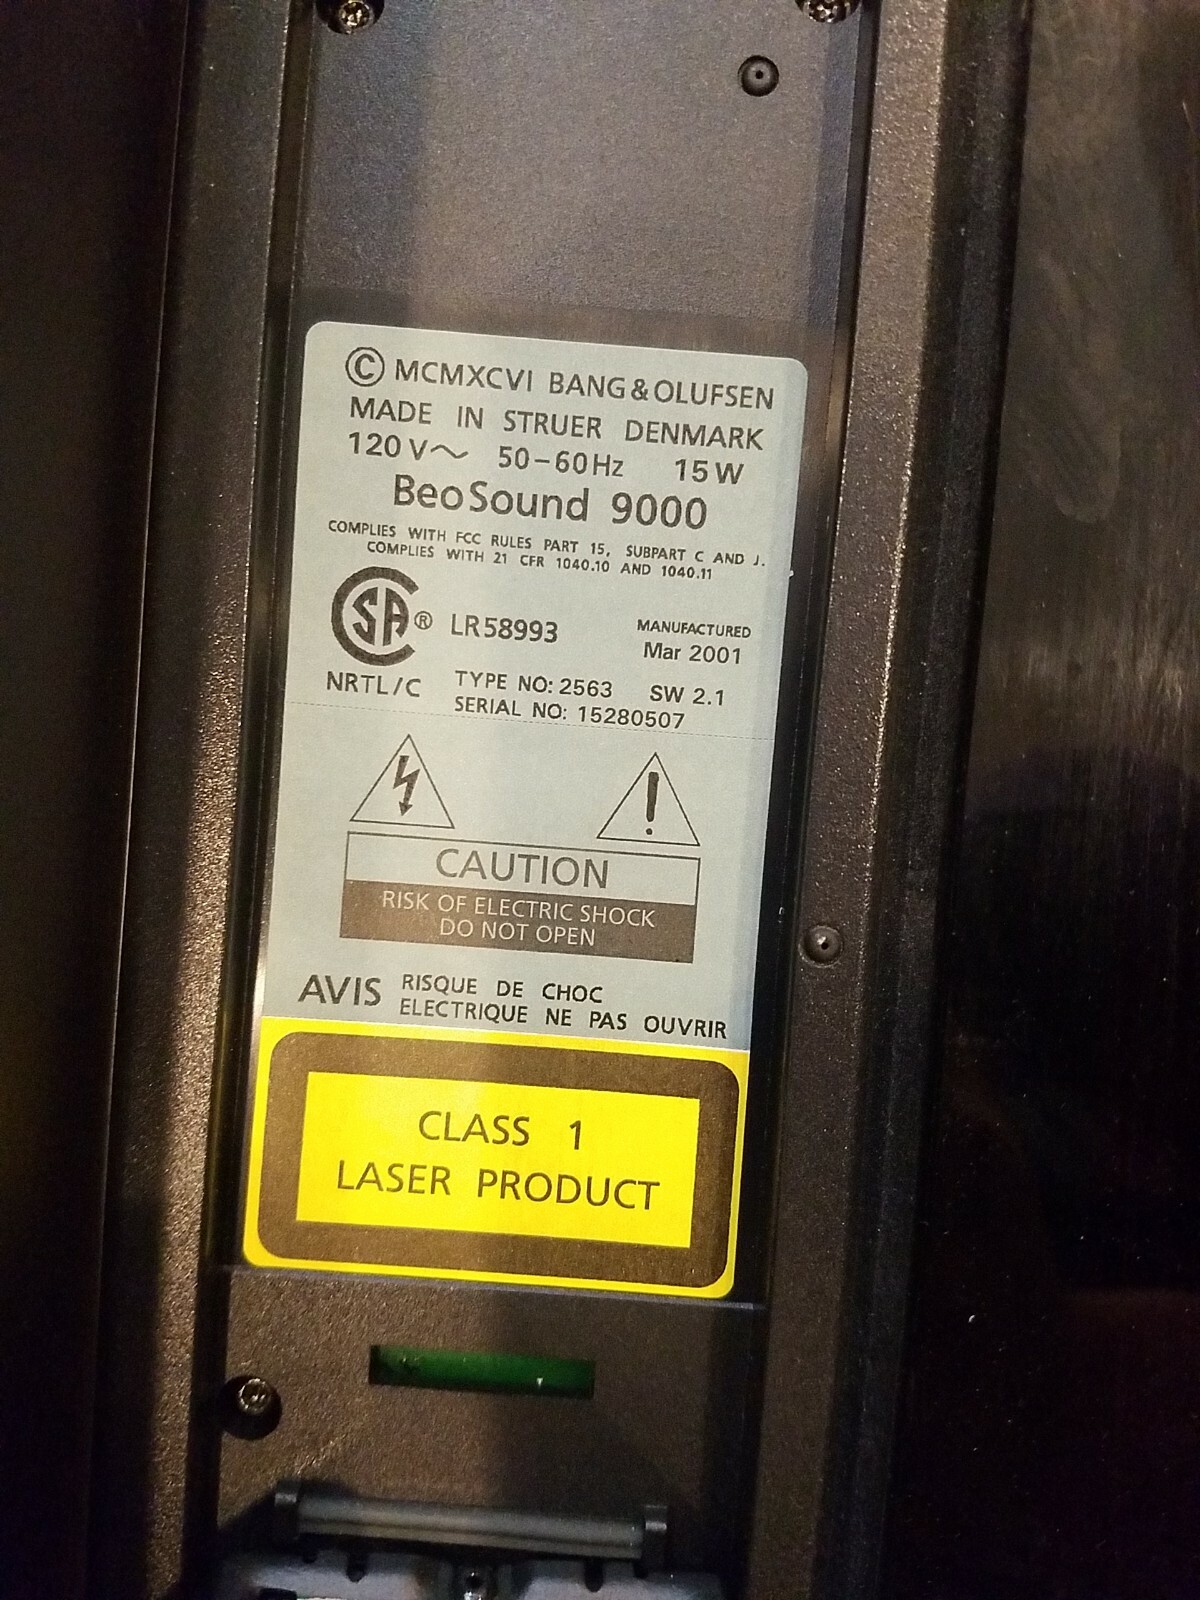 © MCMXCVI BANG & OLUFSEN
MADE IN STRUER DENMARK
120 V~ 50–60Hz 15W
BeoSound 9000
COMPLIES WITH FCC RULES PART 15, SUBPART C AND J.
COMPLIES WITH 21 CFR 1040.10 AND 1040.11
CSA® LR58993
MANUFACTURED
Mar 2001
NRTL/C
TYPE NO: 2563 SW 2.1
SERIAL NO: 15280507
CAUTION
RISK OF ELECTRIC SHOCK
DO NOT OPEN
AVIS RISQUE DE CHOC
ELECTRIQUE NE PAS OUVRIR
CLASS 1
LASER PRODUCT